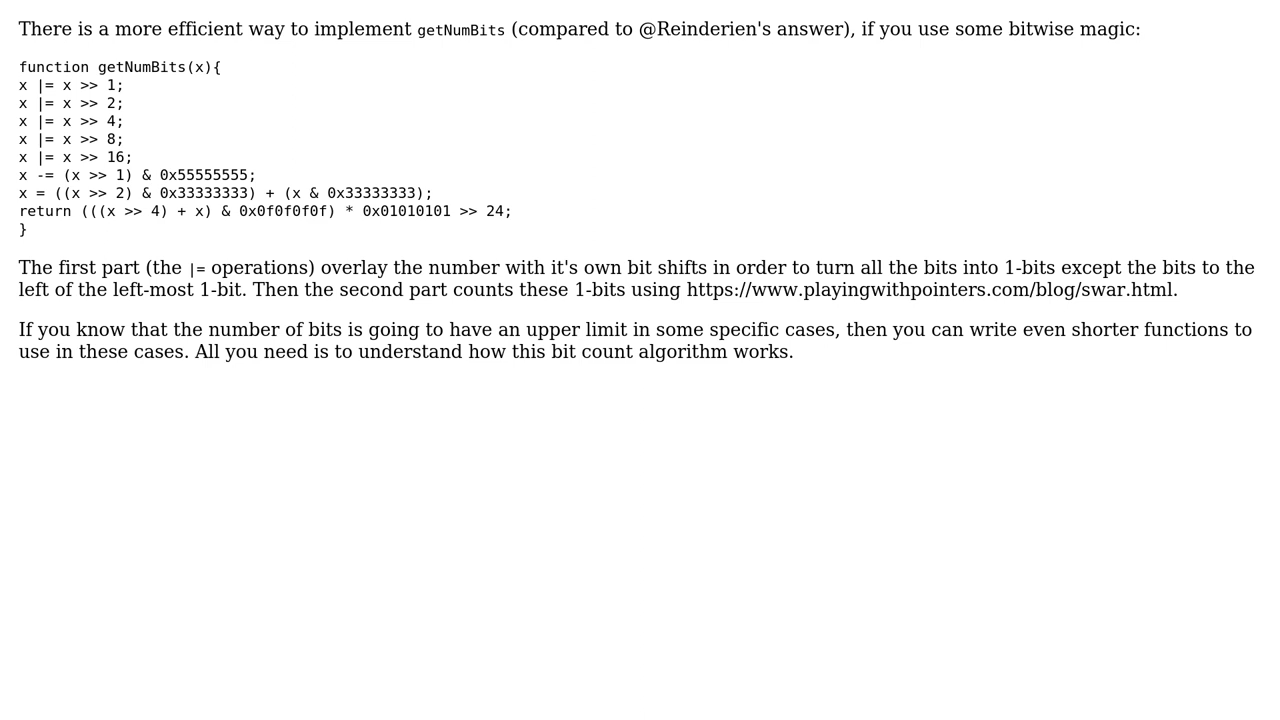 There is a more efficient way to implement getNumBits (compared to @Reinderien's answer), if you use some bitwise magic:
function getNumBits(x){
x |= x >> 1;
x |= x >> 2;
x |= x >> 4;
x |= x >> 8;
x |= x >> 16;
x -= (x >> 1) & 0x55555555;
x = ((x >> 2) & 0x33333333) + (x & 0x33333333);
return (((x >> 4) + x) & 0x0f0f0f0f) * 0x01010101 >> 24;
}
The first part (the |= operations) overlay the number with it's own bit shifts in order to turn all the bits into 1-bits except the bits to the
left of the left-most 1-bit. Then the second part counts these 1-bits using https://www.playingwithpointers.com/blog/swar.html.
If you know that the number of bits is going to have an upper limit in some specific cases, then you can write even shorter functions to
use in these cases. All you need is to understand how this bit count algorithm works.